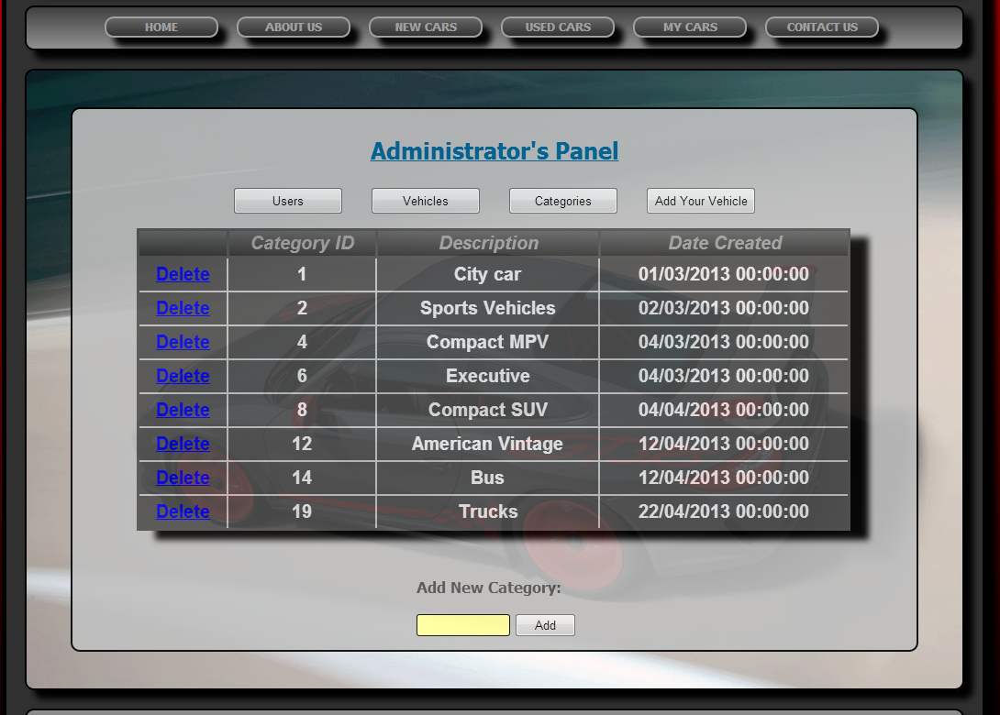 HOME ABOUT US NEW CARS USED CARS MY CARS CONTACT US
Administrator's Panel
Users Vehicles Categories Add Your Vehicle
Category ID Description Date Created
Delete 1 City car 01/03/2013 00:00:00
Delete 2 Sports Vehicles 02/03/2013 00:00:00
Delete 4 Compact MPV 04/03/2013 00:00:00
Delete 6 Executive 04/03/2013 00:00:00
Delete 8 Compact SUV 04/04/2013 00:00:00
Delete 12 American Vintage 12/04/2013 00:00:00
Delete 14 Bus 12/04/2013 00:00:00
Delete 19 Trucks 22/04/2013 00:00:00
Add New Category:
Add